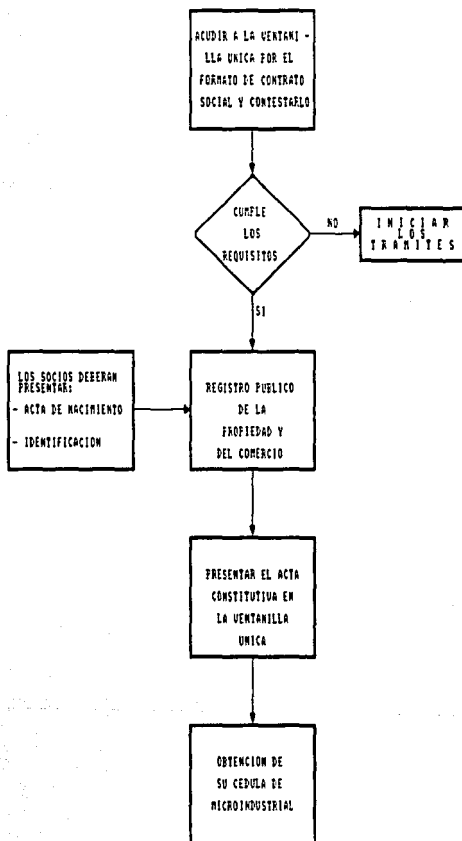 ACUDIR A LA VENTANI -
LLA UNICA POR EL
FORMATO DE CONTRATO
SOCIAL Y CONTESTARLO
CUMPLE
LOS
REQUISITOS
NO
INICIAR
LOS
TRAMITES
SI
LOS SOCIOS DEBERAN
PRESENTAR:
- ACTA DE NACIMIENTO
- IDENTIFICACION
REGISTRO PUBLICO
DE LA
PROPIEDAD Y
DEL COMERCIO
PRESENTAR EL ACTA
CONSTITUTIVA EN
LA VENTANILLA
UNICA
OBTENCION DE
SU CEDULA DE
MICROINDUSTRIAL